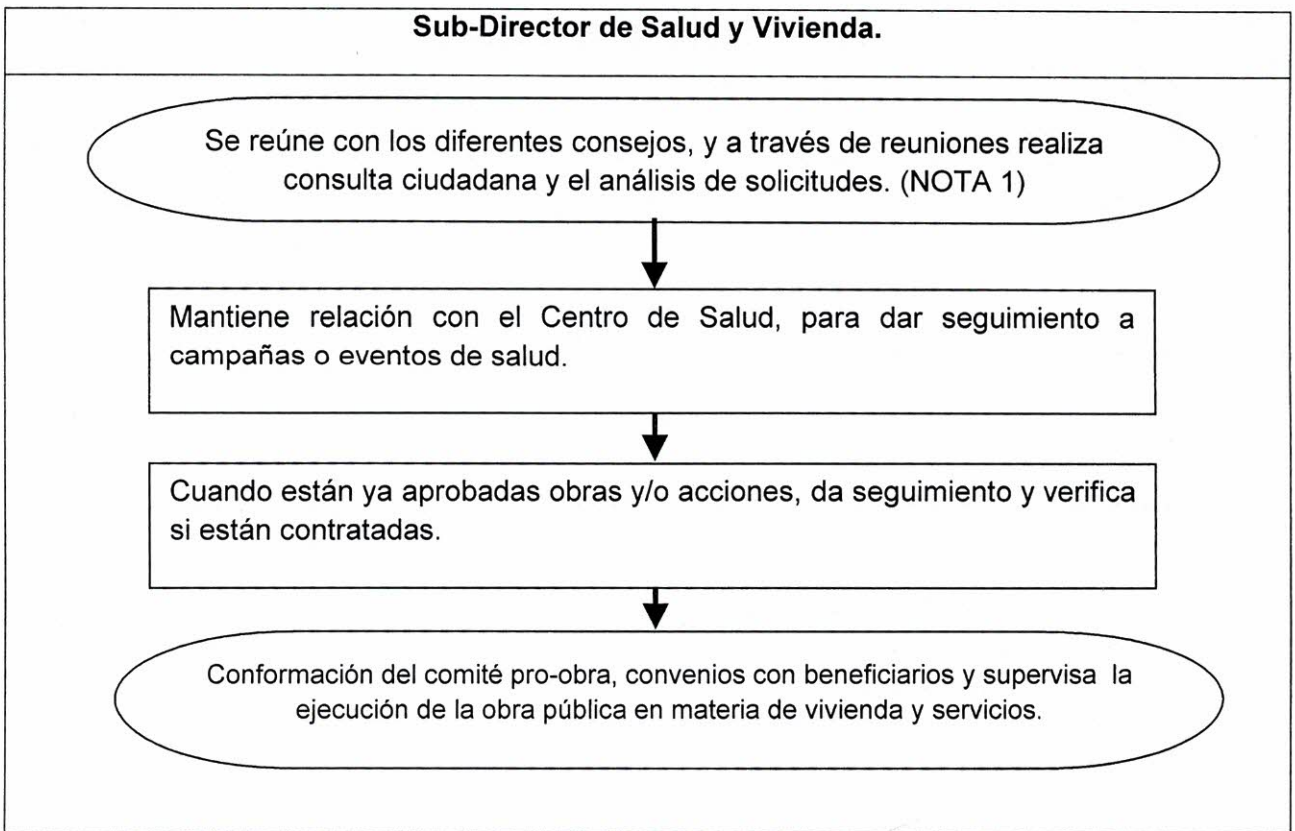 Sub-Director de Salud y Vivienda.
Se reúne con los diferentes consejos, y a través de reuniones realiza
consulta ciudadana y el análisis de solicitudes. (NOTA 1)
Mantiene relación con el Centro de Salud, para dar seguimiento a
campañas o eventos de salud.
Cuando están ya aprobadas obras y/o acciones, da seguimiento y verifica
si están contratadas.
Conformación del comité pro-obra, convenios con beneficiarios y supervisa la
ejecución de la obra pública en materia de vivienda y servicios.